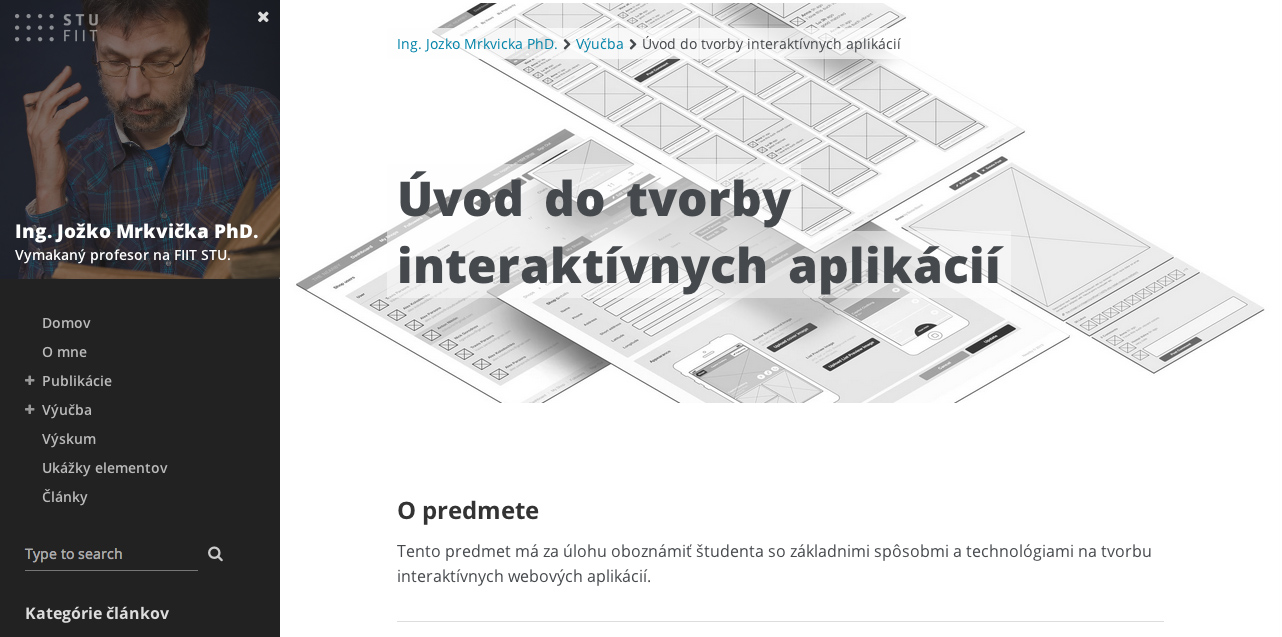 STU
FIIT
Ing. Jožko Mrkvička PhD.
Vymakaný profesor na FIIT STU.
Domov
O mne
Publikácie
Výučba
Výskum
Ukážky elementov
Články
Type to search
Kategórie článkov
Ing. Jozko Mrkvicka PhD. Výučba Úvod do tvorby interaktívnych aplikácií
Úvod do tvorby
interaktívnych aplikácií
O predmete
Tento predmet má za úlohu oboznámiť študenta so základnimi spôsobmi a technológiami na tvorbu
interaktívnych webových aplikácií.